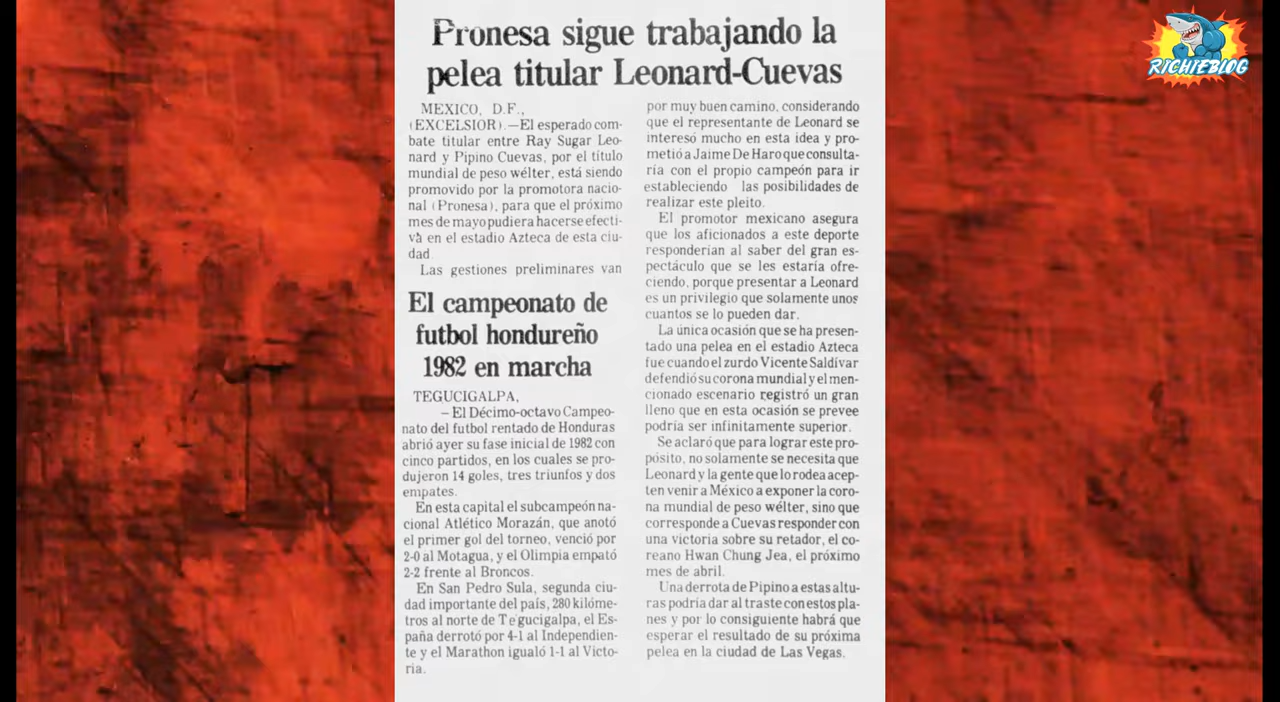 Pronesa sigue trabajando la
pelea titular Leonard-Cuevas
MEXICO, D.F.,
(EXCELSIOR).—El esperado com-
bate titular entre Ray Sugar Leo-
nard y Pipino Cuevas, por el título
mundial de peso wélter, está siendo
promovido por la promotora nacio-
nal (Pronesa), para que el próximo
mes de mayo pudiera hacerse efecti-
va en el estadio Azteca de esta ciu-
dad.
Las gestiones preliminares van
por muy buen camino, considerando
que el representante de Leonard se
interesó mucho en esta idea y pro-
metió a Jaime De Haro que consulta-
ría con el propio campeón para ir
estableciendo las posibilidades de
realizar este pleito.
El promotor mexicano asegura
que los aficionados a este deporte
responderían al saber del gran es-
pectáculo que se les estaría ofre-
ciendo, porque presentar a Leonard
es un privilegio que solamente unos
cuantos se lo pueden dar.
La única ocasión que se ha presen-
tado una pelea en el estadio Azteca
fue cuando el zurdo Vicente Saldívar
defendió su corona mundial y el men-
cionado escenario registró un gran
lleno que en esta ocasión se prevee
podría ser infinitamente superior.
Se aclaró que para lograr este pro-
pósito, no solamente se necesita que
Leonard y la gente que lo rodea acep-
ten venir a México a exponer la coro-
na mundial de peso wélter, sino que
corresponde a Cuevas responder con
una victoria sobre su retador, el co-
reano Hwan Chung Jea, el próximo
mes de abril.
Una derrota de Pipino a estas altu-
ras podría dar al traste con estos pla-
nes y por lo consiguiente habrá que
esperar el resultado de su próxima
pelea en la ciudad de Las Vegas.
El campeonato de
futbol hondureño
1982 en marcha
TEGUCIGALPA,
—El Décimo-octavo Campeo-
nato del futbol rentado de Honduras
abrió ayer su fase inicial de 1982 con
cinco partidos, en los cuales se pro-
dujeron 14 goles, tres triunfos y dos
empates.
En esta capital el subcampeón na-
cional Atlético Morazán, que anotó
el primer gol del torneo, venció por
2-0 al Motagua, y el Olimpia empató
2-2 frente al Broncos.
En San Pedro Sula, segunda ciu-
dad importante del país, 280 kilóme-
tros al norte de Tegucigalpa, el Es-
paña derrotó por 4-1 al Independien-
te y el Marathon igualó 1-1 al Victo-
ria.
RICHIEBLOG